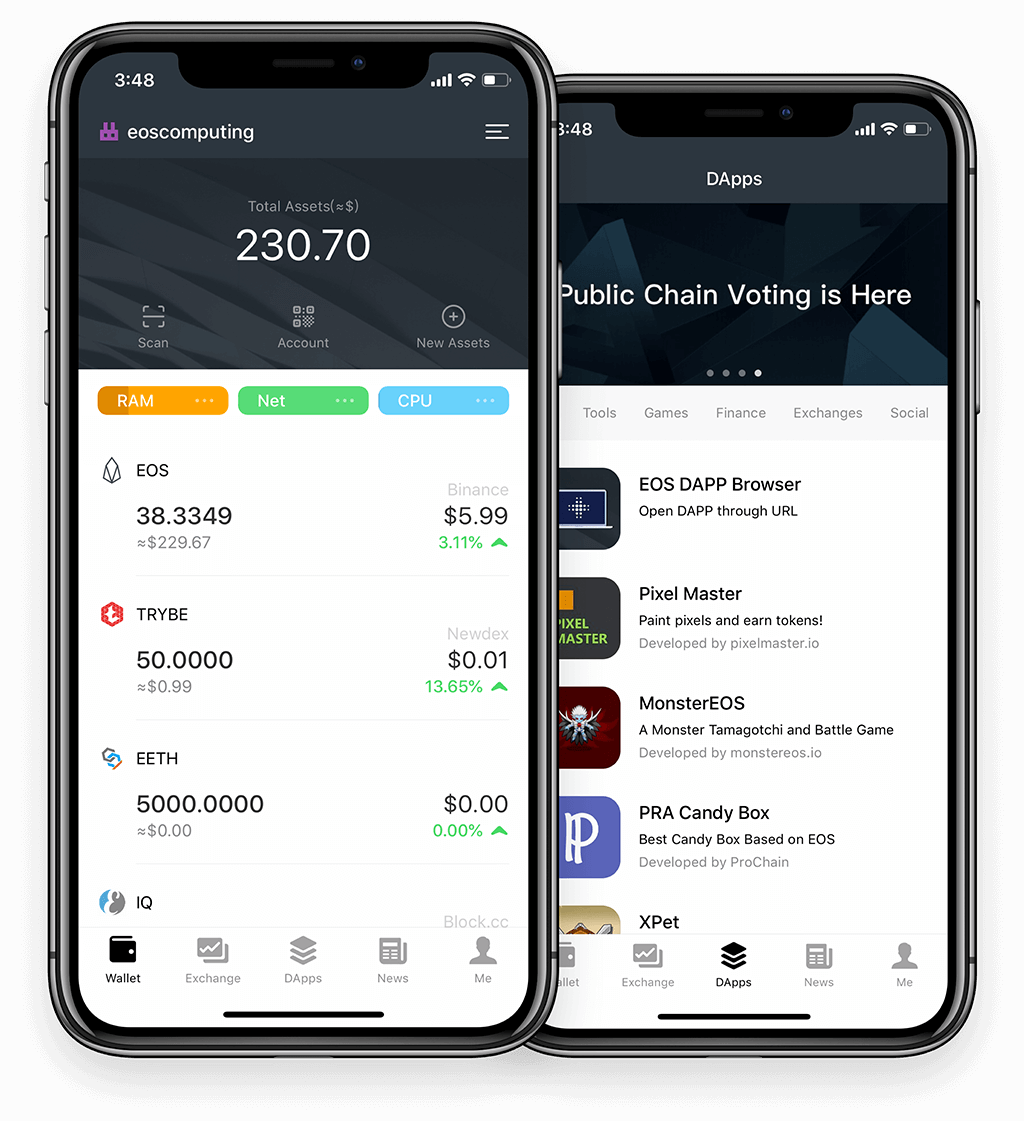 3:48
eoscomputing
Total Assets(≈$)
230.70
Scan
Account
New Assets
RAM
Net
CPU
EOS
Binance
38.3349
$5.99
≈$229.67
3.11%
TRYBE
Newdex
50.0000
$0.01
≈$0.99
13.65%
EETH
5000.0000
$0.00
≈$0.00
0.00%
IQ
Block.cc
Wallet
Exchange
DApps
News
Me
3:48
DApps
Public Chain Voting is Here
Tools
Games
Finance
Exchanges
Social
EOS DAPP Browser
Open DAPP through URL
PIXEL
MASTER
Pixel Master
Paint pixels and earn tokens!
Developed by pixelmaster.io
MonsterEOS
A Monster Tamagotchi and Battle Game
Developed by monstereos.io
P
PRA Candy Box
Best Candy Box Based on EOS
Developed by ProChain
XPet
allet
Exchange
DApps
News
Me